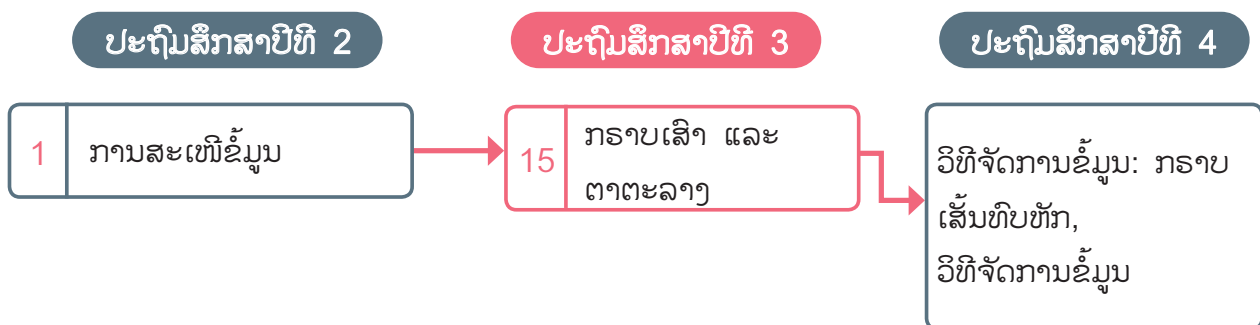 ປະຖົມສຶກສາປີທີ 2
ປະຖົມສຶກສາປີທີ 3
ປະຖົມສຶກສາປີທີ 4
1 ການສະເໜີຂໍ້ມູນ
15 ກຣາບເສົາ ແລະ
ຕາຕະລາງ
ວິທີຈັດການຂໍ້ມູນ: ກຣາບ
ເສັ້ນທົບຫັກ,
ວິທີຈັດການຂໍ້ມູນ